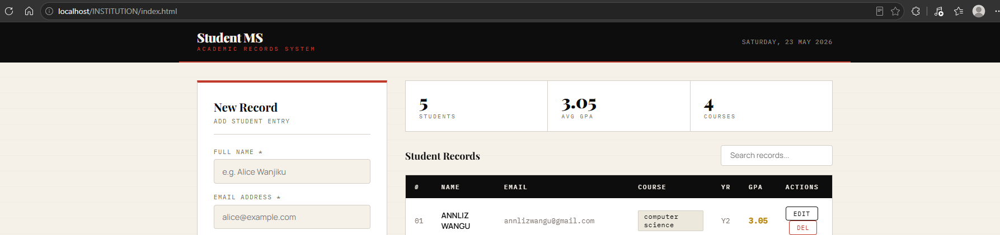 localhost/INSTITUTION/index.html
Student MS
ACADEMIC RECORDS SYSTEM
SATURDAY, 23 MAY 2026
New Record
ADD STUDENT ENTRY
FULL NAME *
e.g. Alice Wanjiku
EMAIL ADDRESS *
alice@example.com
5
STUDENTS
3.05
AVG GPA
4
COURSES
Student Records
Search records...
# NAME EMAIL COURSE YR GPA ACTIONS
01 ANNLIZ WANGU annlizwangu@gmail.com computer science Y2 3.05 EDIT DEL